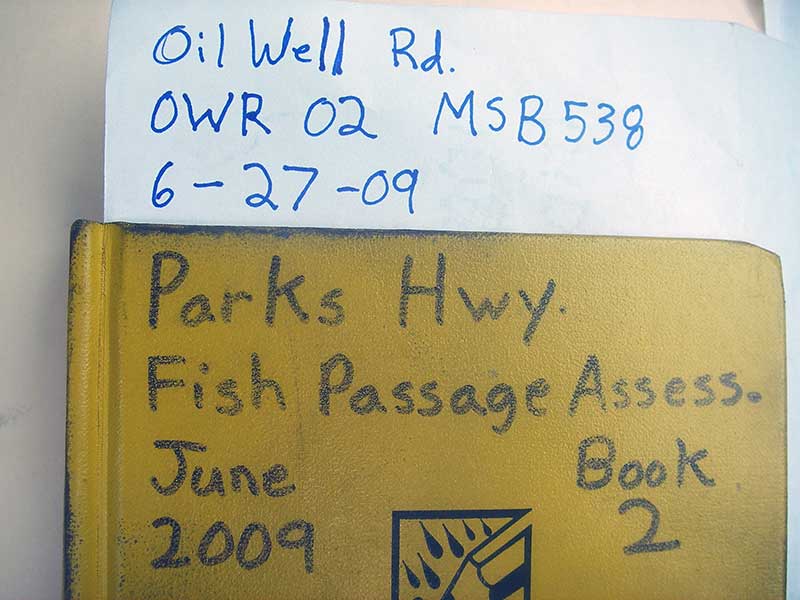 Oil Well Rd.
OWR 02 MSB538
6-27-09
Parks Hwy.
Fish Passage Assess.
June Book
2009 2